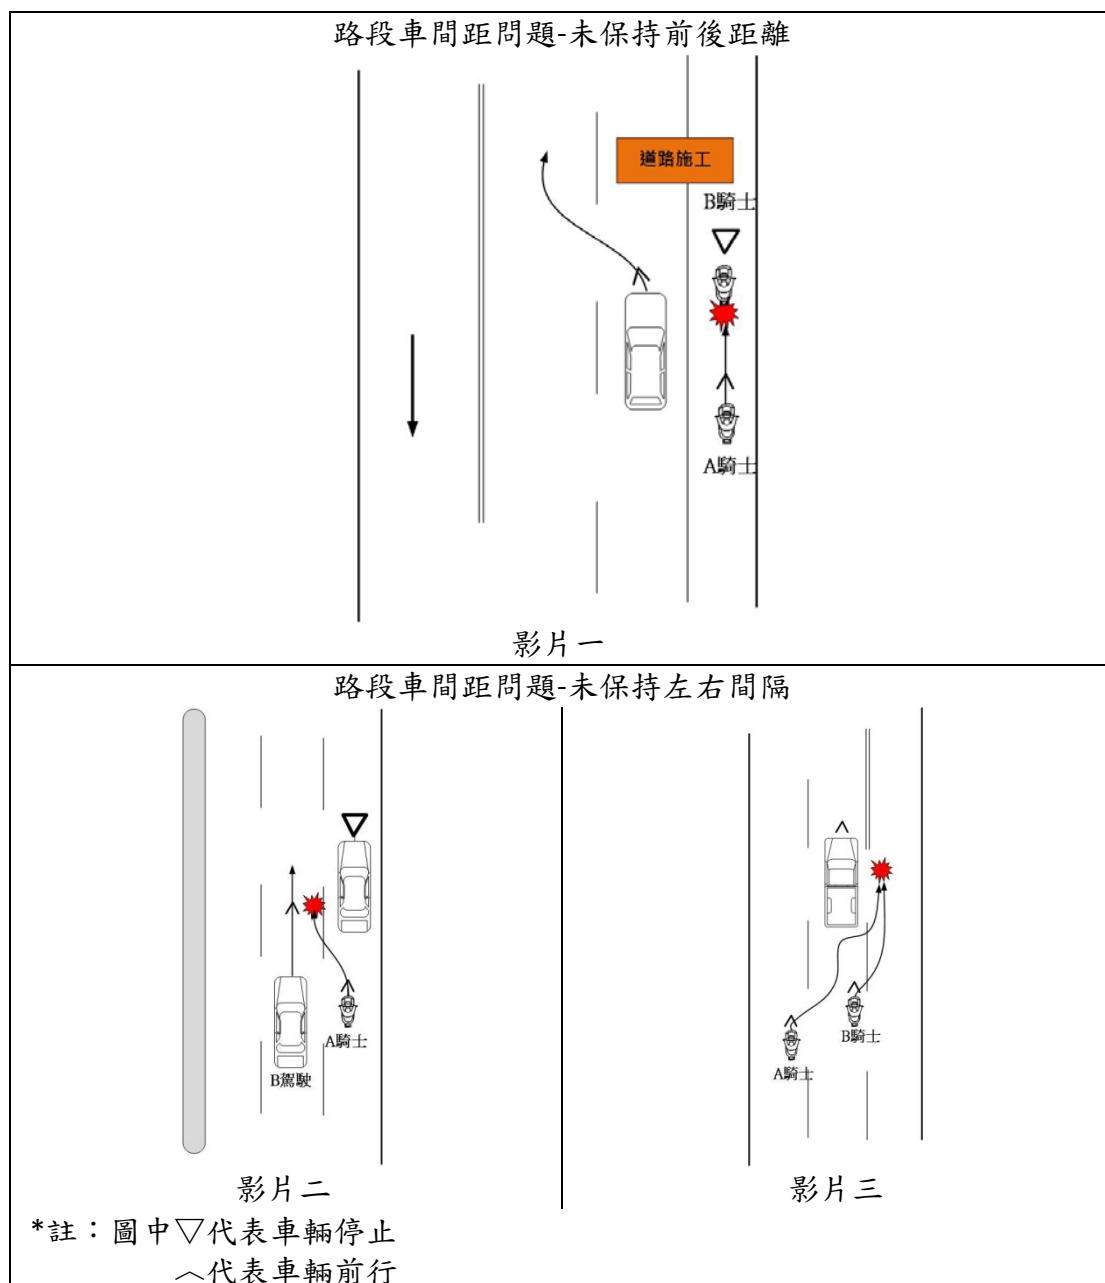 路段車間距問題-未保持前後距離
道路施工
B騎士
A騎士
影片一
路段車間距問題-未保持左右間隔
A騎士
B駕駛
影片二
B騎士
A騎士
影片三
*註：圖中▽代表車輛停止
︿代表車輛前行